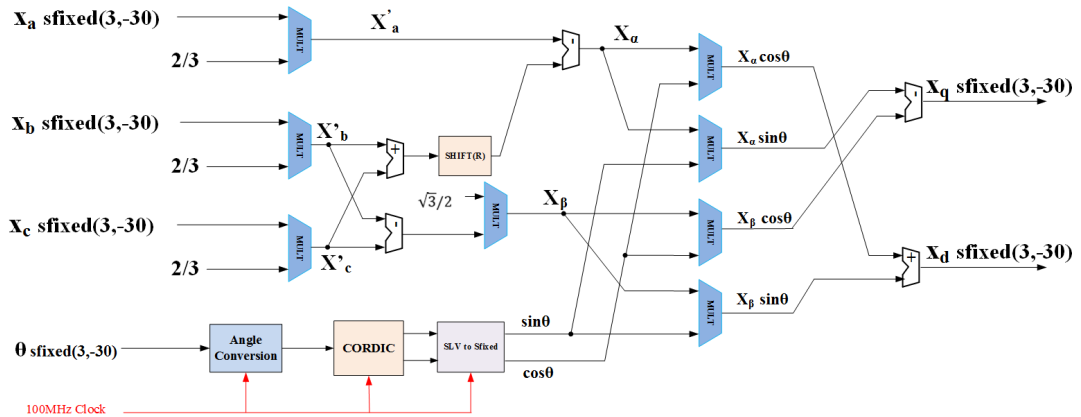 xa sfixed(3,-30)
2/3
MULT
X'a
-
Xα
MULT
Xα cosθ
xb sfixed(3,-30)
2/3
MULT
X'b
+
SHIFT(R)
MULT
Xα sinθ
-
xq sfixed(3,-30)
xc sfixed(3,-30)
2/3
MULT
X'c
-
√3/2
MULT
Xβ
MULT
Xβ cosθ
+
xd sfixed(3,-30)
MULT
Xβ sinθ
θ sfixed(3,-30)
Angle
Conversion
CORDIC
SLV to Sfixed
sinθ
cosθ
100MHz Clock